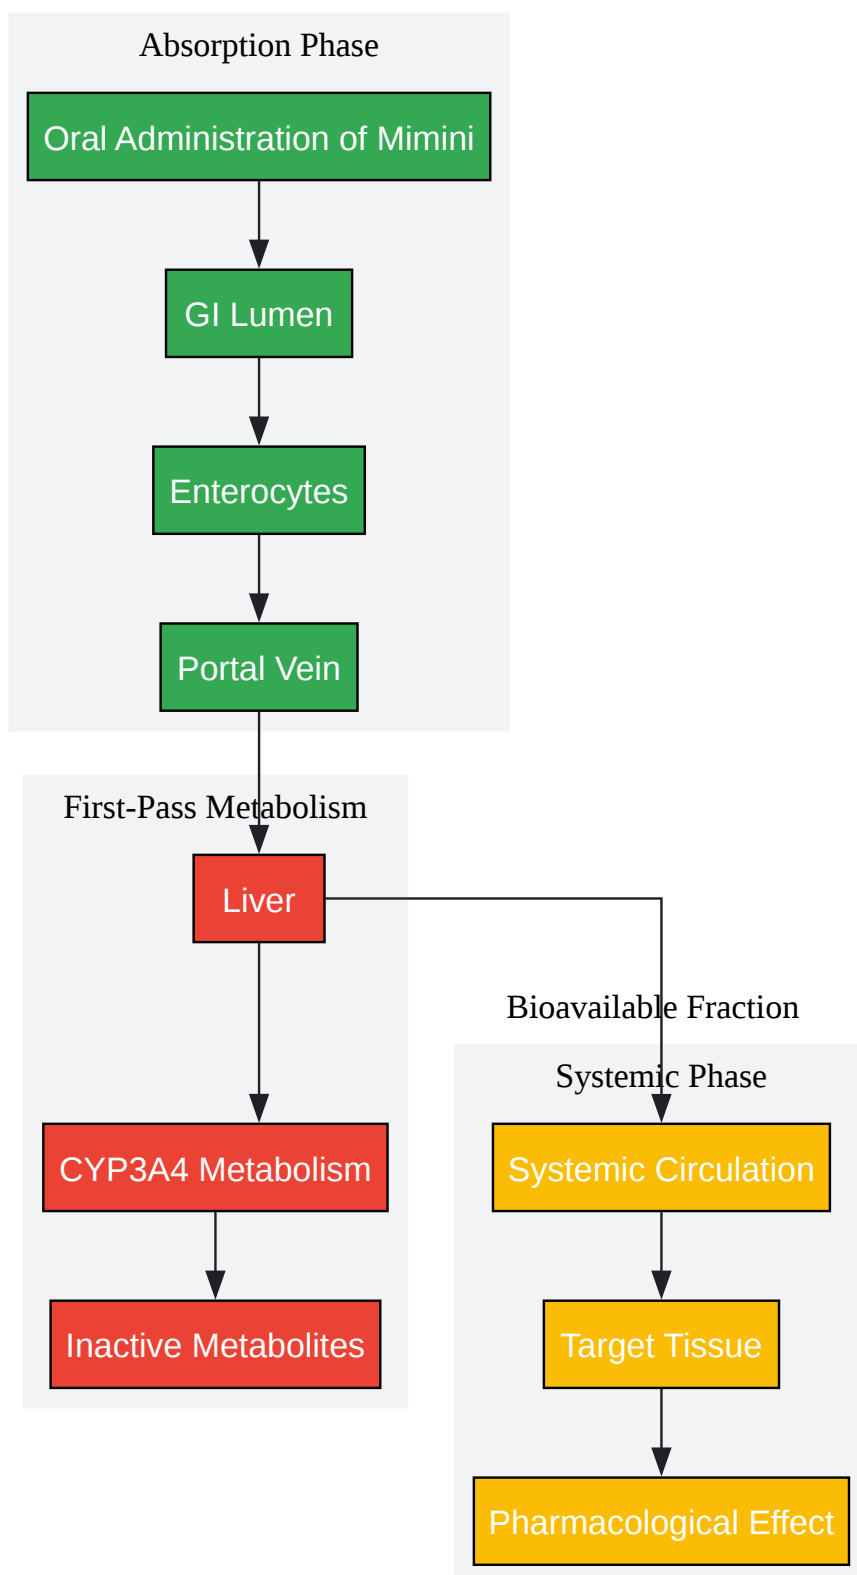 Absorption Phase
Oral Administration of Mimini
GI Lumen
Enterocytes
Portal Vein
First-Pass Metabolism
Liver
CYP3A4 Metabolism
Inactive Metabolites
Bioavailable Fraction
Systemic Phase
Systemic Circulation
Target Tissue
Pharmacological Effect